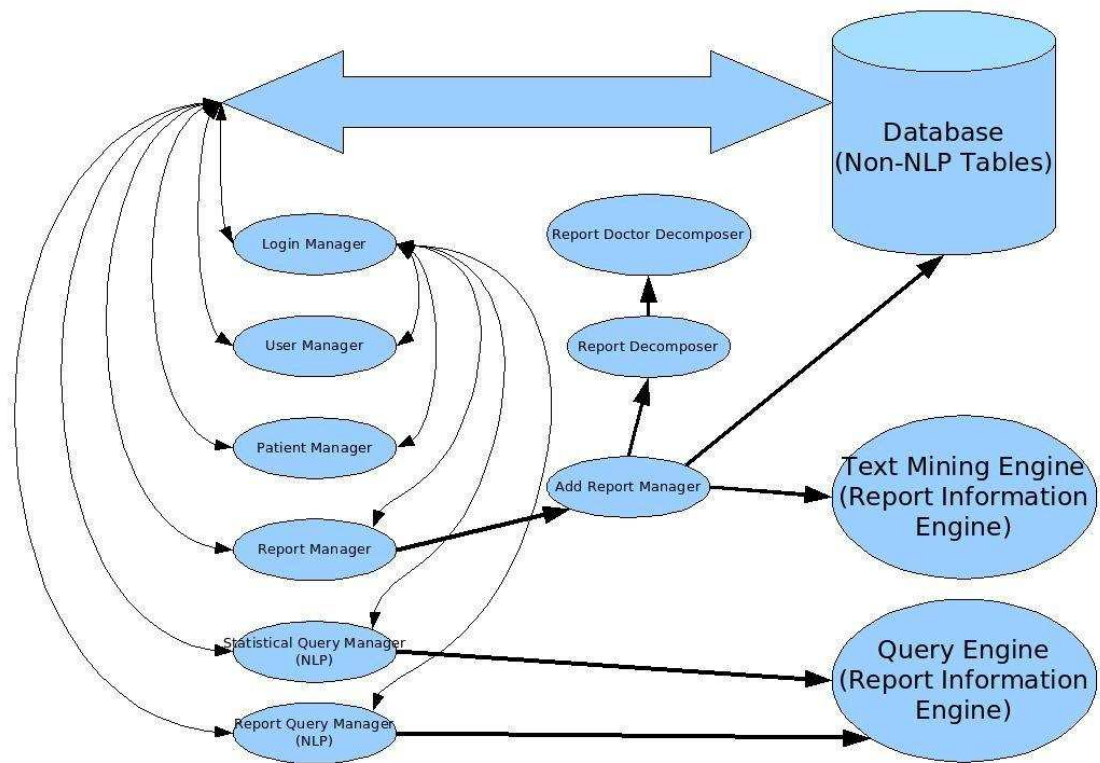 Database
(Non-NLP Tables)
Report Doctor Decomposer
Login Manager
User Manager
Report Decomposer
Patient Manager
Text Mining Engine
(Report Information
Engine)
Add Report Manager
Report Manager
Statistical Query Manager
(NLP)
Query Engine
(Report Information
Engine)
Report Query Manager
(NLP)